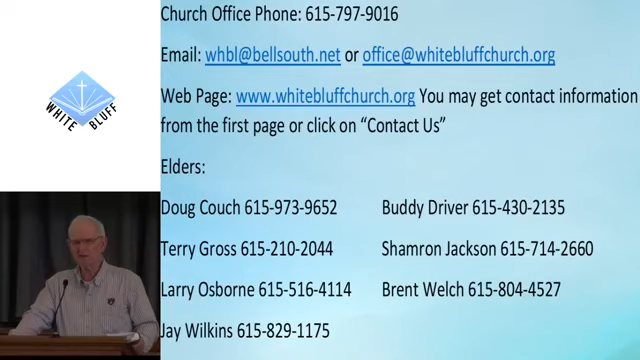 Church Office Phone: 615-797-9016
Email: whbl@bellsouth.net or office@whitebluffchurch.org
Web Page: www.whitebluffchurch.org You may get contact information
from the first page or click on “Contact Us”
Elders:
Doug Couch 615-973-9652 Buddy Driver 615-430-2135
Terry Gross 615-210-2044 Shamron Jackson 615-714-2660
Larry Osborne 615-516-4114 Brent Welch 615-804-4527
Jay Wilkins 615-829-1175
WHITE BLUFF